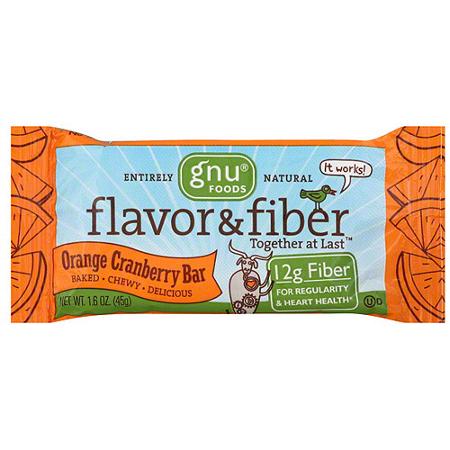 gnu®
FOODS
ENTIRELY NATURAL
It works!
flavor&fiber
Together at Last™
Orange Cranberry Bar
BAKED • CHEWY • DELICIOUS
NET WT. 1.6 OZ. (45g)
12g Fiber
FOR REGULARITY
& HEART HEALTH*
U D